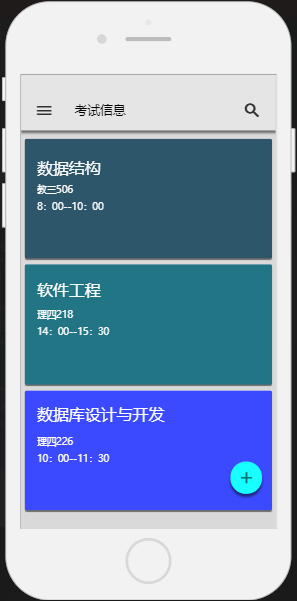 考试信息
数据结构
教三506
8：00--10：00
软件工程
理四218
14：00--15：30
数据库设计与开发
理四226
10：00--11：30